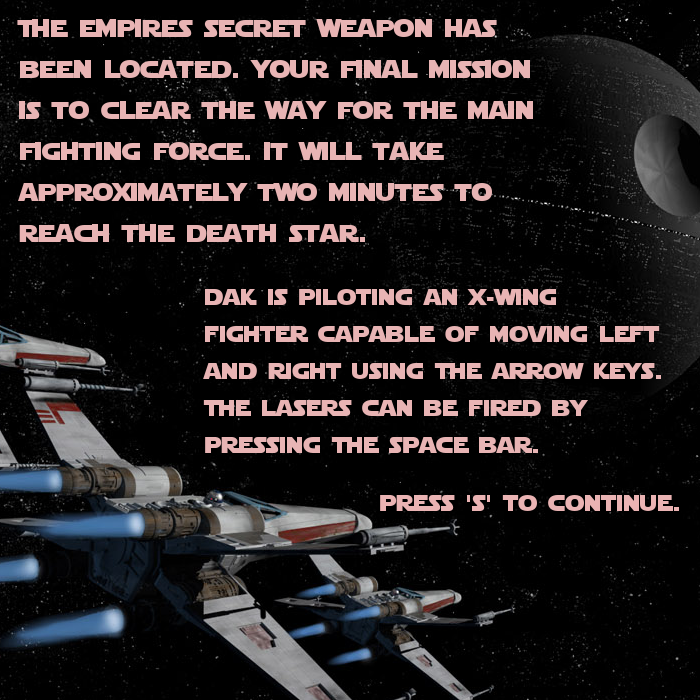 THE EMPIRES SECRET WEAPON HAS
BEEN LOCATED. YOUR FINAL MISSION
IS TO CLEAR THE WAY FOR THE MAIN
FIGHTING FORCE. IT WILL TAKE
APPROXIMATELY TWO MINUTES TO
REACH THE DEATH STAR.
DAK IS PILOTING AN X-WING
FIGHTER CAPABLE OF MOVING LEFT
AND RIGHT USING THE ARROW KEYS.
THE LASERS CAN BE FIRED BY
PRESSING THE SPACE BAR.
PRESS 'S' TO CONTINUE.